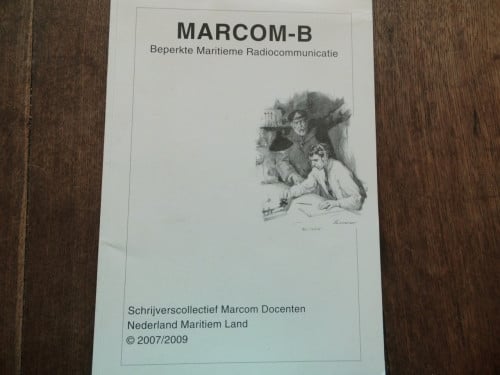 MARCOM-B
Beperkte Maritieme Radiocommunicatie
Schrijverscollectief Marcom Docenten
Nederland Maritiem Land
© 2007/2009